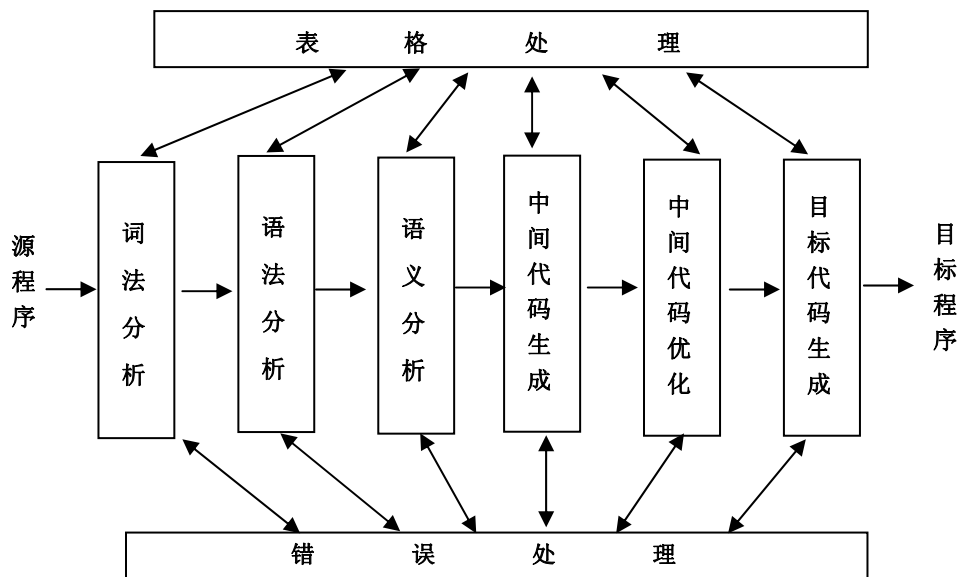 表格处理
源程序
词法分析
语法分析
语义分析
中间代码生成
中间代码优化
目标代码生成
目标程序
错误处理